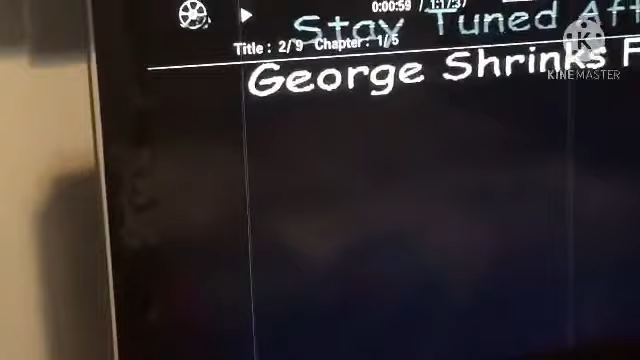 0:00:59 / 1:17:37
Stay Tuned Aft
Title : 2/9 Chapter : 1/5
George Shrinks F
KINEMASTER